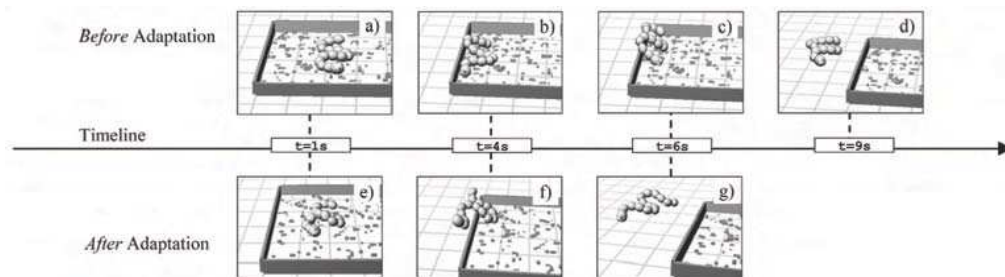 Before Adaptation
a)
b)
c)
d)
Timeline
t=1s
t=4s
t=6s
t=9s
After Adaptation
e)
f)
g)